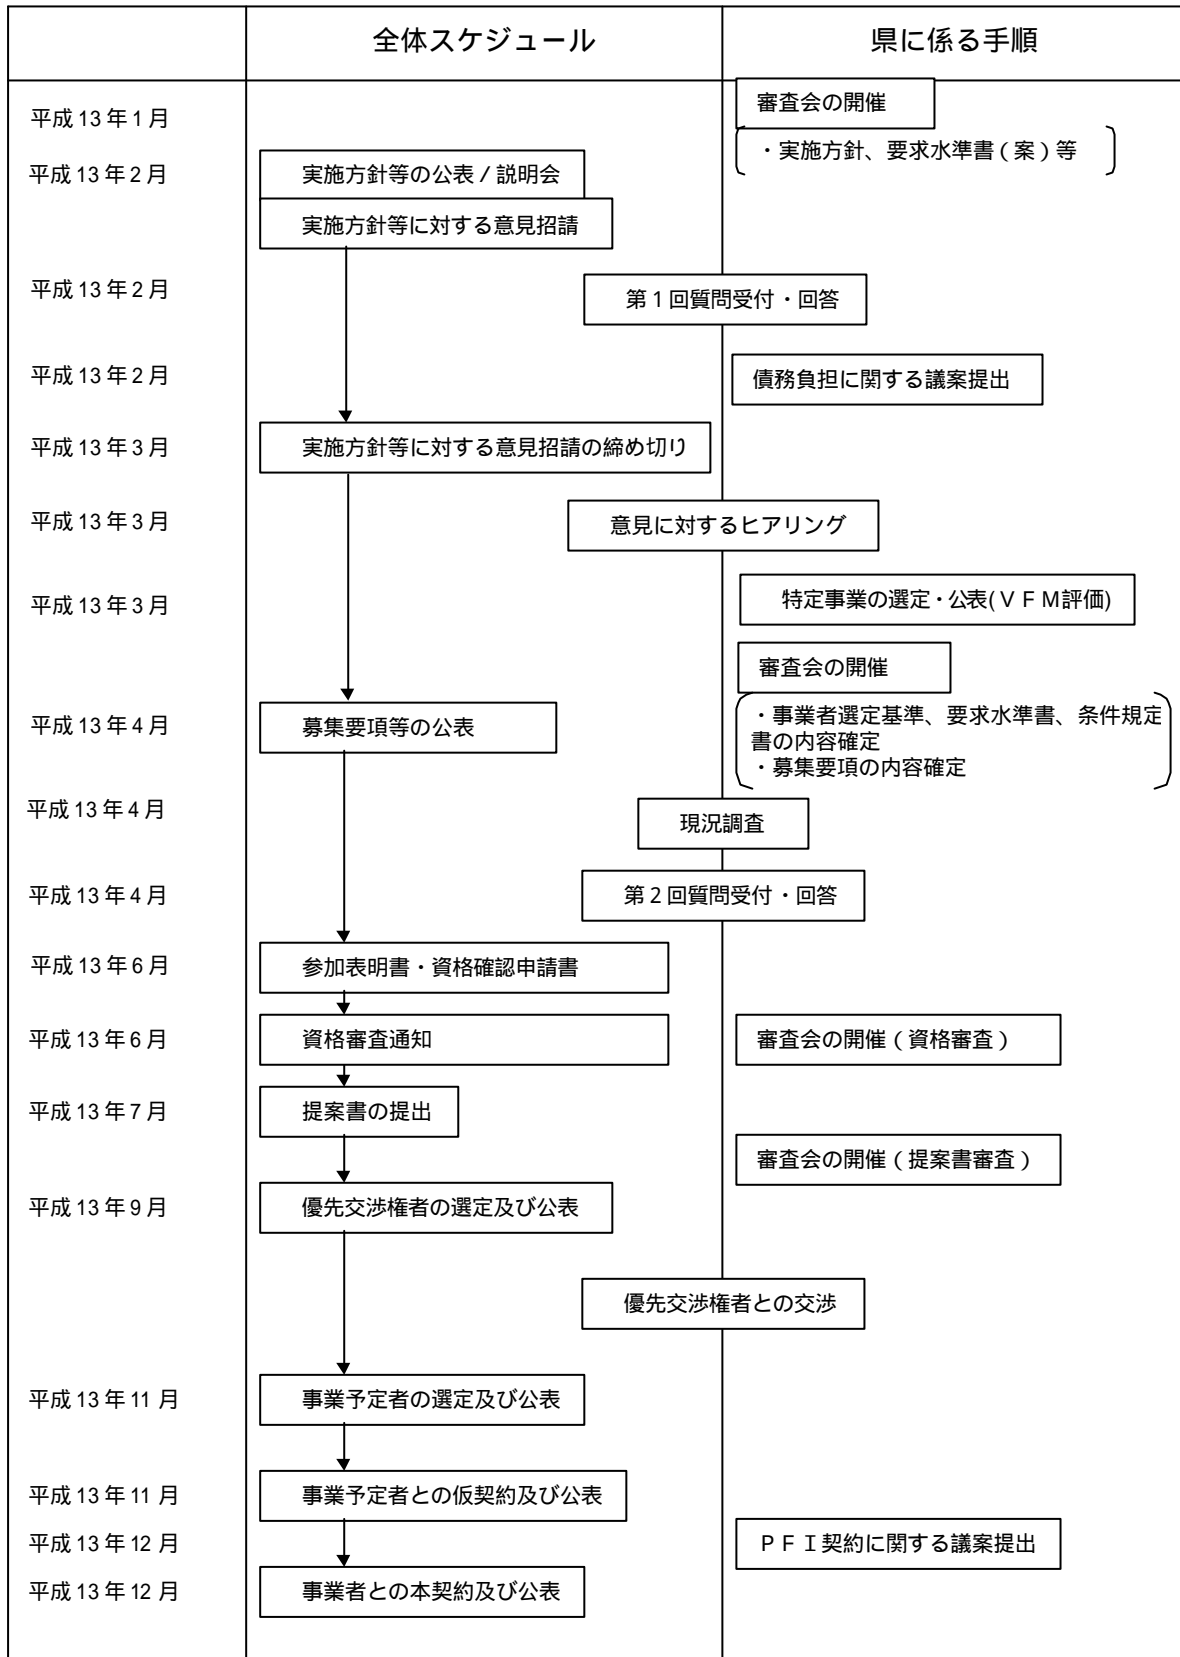 全体スケジュール
県に係る手順
平成13年1月
審査会の開催
・実施方針、要求水準書(案)等
平成13年2月
実施方針等の公表/説明会
実施方針等に対する意見招請
平成13年2月
第1回質問受付・回答
平成13年2月
債務負担に関する議案提出
平成13年3月
実施方針等に対する意見招請の締め切り
平成13年3月
意見に対するヒアリング
平成13年3月
特定事業の選定・公表(VFM評価)
審査会の開催
平成13年4月
募集要項等の公表
・事業者選定基準、要求水準書、条件規定
書の内容確定
・募集要項の内容確定
平成13年4月
現況調査
平成13年4月
第2回質問受付・回答
平成13年6月
参加表明書・資格確認申請書
平成13年6月
資格審査通知
審査会の開催(資格審査)
平成13年7月
提案書の提出
審査会の開催(提案書審査)
平成13年9月
優先交渉権者の選定及び公表
優先交渉権者との交渉
平成13年11月
事業予定者の選定及び公表
平成13年11月
事業予定者との仮契約及び公表
平成13年12月
PFI契約に関する議案提出
平成13年12月
事業者との本契約及び公表